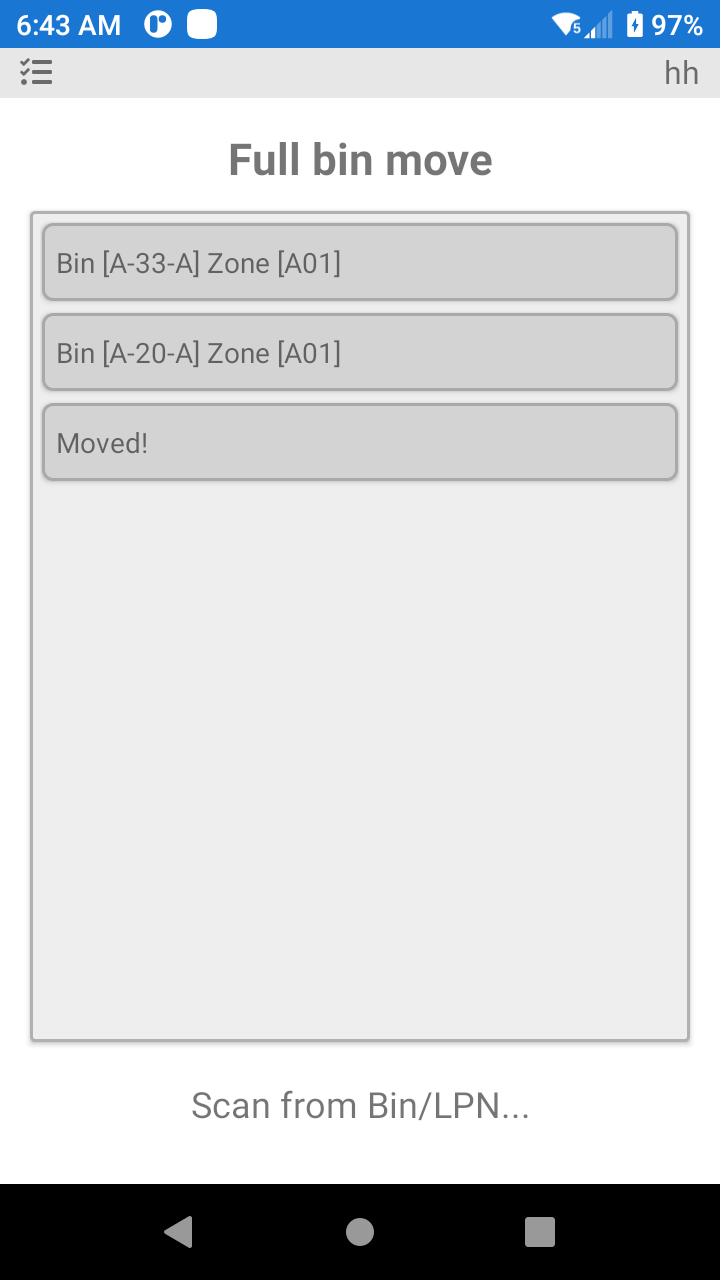 6:43 AM 5 97%
hh
Full bin move
Bin [A-33-A] Zone [A01]
Bin [A-20-A] Zone [A01]
Moved!
Scan from Bin/LPN...